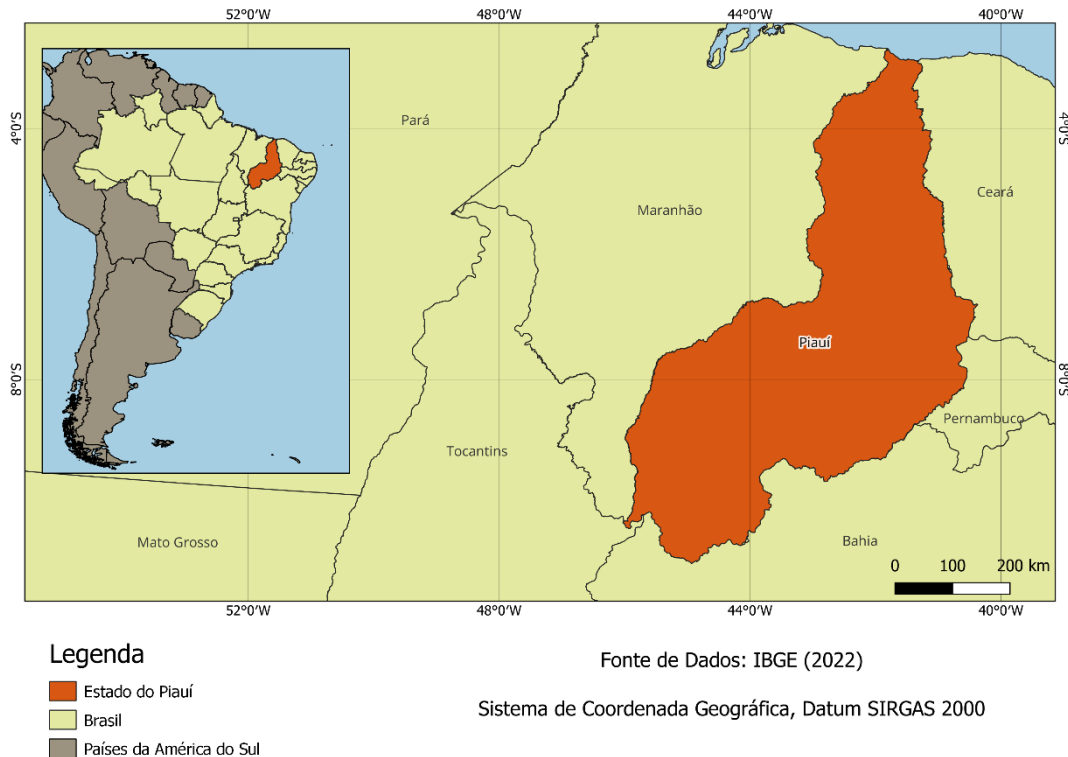 52°0'W 48°0'W 44°0'W 40°0'W
4°0'S
4°0'S
Pará
Ceará
Maranhão
Piauí
8°0'S
8°0'S
Pernambuco
Tocantins
Mato Grosso
Bahia
0 100 200 km
52°0'W 48°0'W 44°0'W 40°0'W
Legenda
Estado do Piauí
Brasil
Países da América do Sul
Fonte de Dados: IBGE (2022)
Sistema de Coordenada Geográfica, Datum SIRGAS 2000